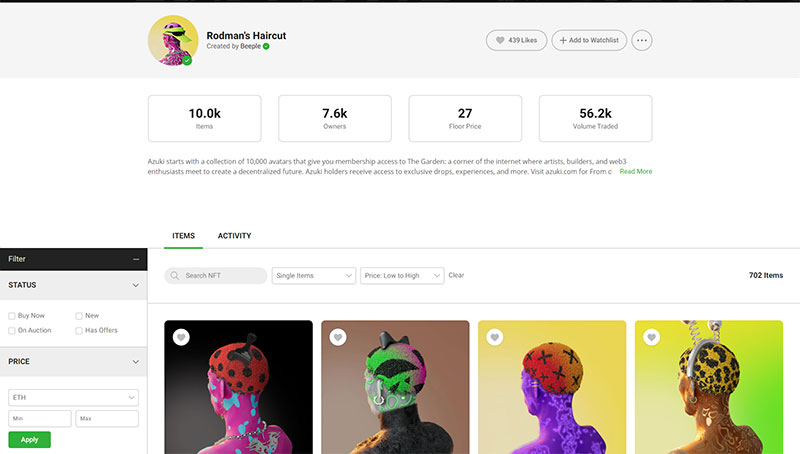 Rodman's Haircut
Created by Beeple
439 Likes
Add to Watchlist
10.0k
Items
7.6k
Owners
27
Floor Price
56.2k
Volume Traded
Azuki starts with a collection of 10,000 avatars that give you membership access to The Garden: a corner of the internet where artists, builders, and web3
enthusiasts meet to create a decentralized future. Azuki holders receive access to exclusive drops, experiences, and more. Visit azuki.com for From Read More
ITEMS
ACTIVITY
Filter
Search NFT
Single Items
Price: Low to High
Clear
702 Items
STATUS
Buy Now
New
On Auction
Has Offers
PRICE
ETH
Min
Max
Apply